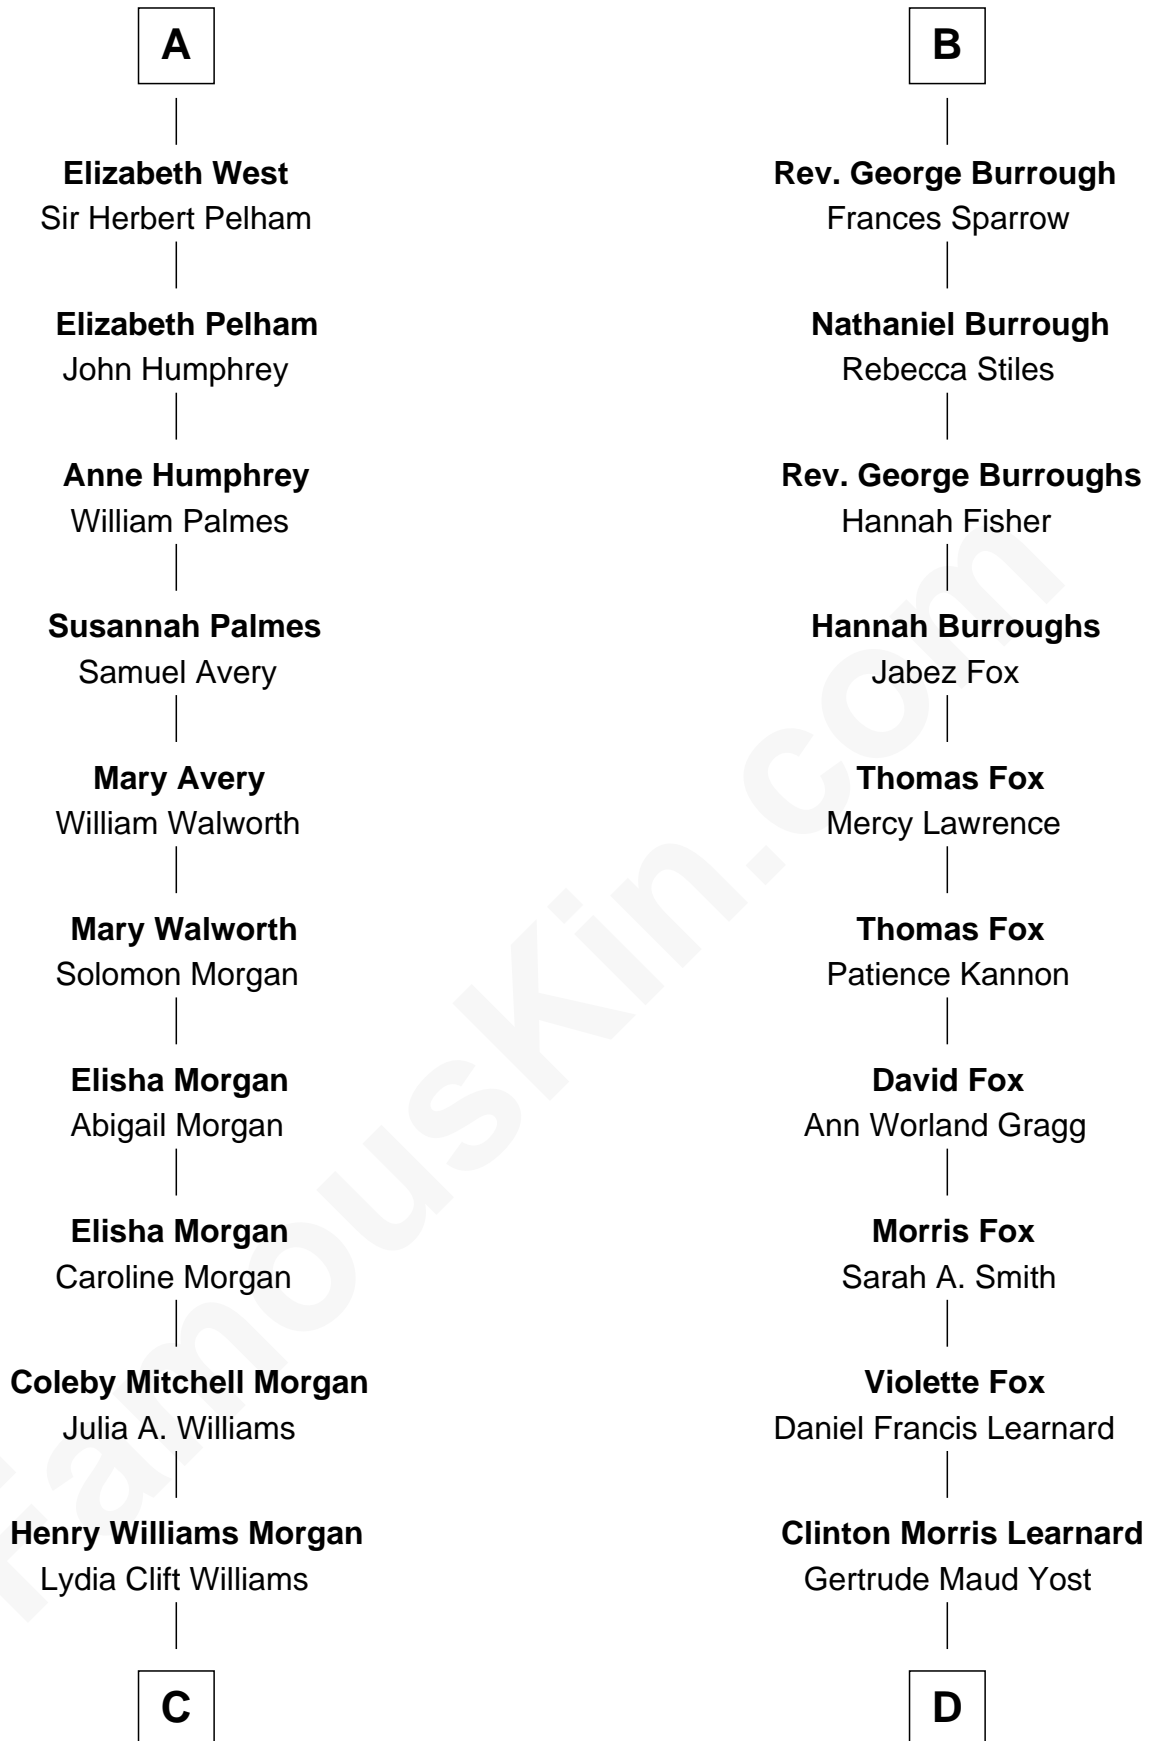 A
Elizabeth West
Sir Herbert Pelham
Elizabeth Pelham
John Humphrey
Anne Humphrey
William Palmes
Susannah Palmes
Samuel Avery
Mary Avery
William Walworth
Mary Walworth
Solomon Morgan
Elisha Morgan
Abigail Morgan
Elisha Morgan
Caroline Morgan
Coleby Mitchell Morgan
Julia A. Williams
Henry Williams Morgan
Lydia Clift Williams
C
B
Rev. George Burrough
Frances Sparrow
Nathaniel Burrough
Rebecca Stiles
Rev. George Burroughs
Hannah Fisher
Hannah Burroughs
Jabez Fox
Thomas Fox
Mercy Lawrence
Thomas Fox
Patience Kannon
David Fox
Ann Worland Gragg
Morris Fox
Sarah A. Smith
Violette Fox
Daniel Francis Learnard
Clinton Morris Learnard
Gertrude Maud Yost
D
FamousKin.com